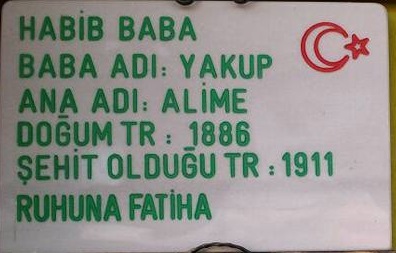 HABİB BABA
BABA ADI: YAKUP
ANA ADI: ALİME
DOĞUM TR : 1886
ŞEHİT OLDUĞU TR : 1911
RUHUNA FATİHA